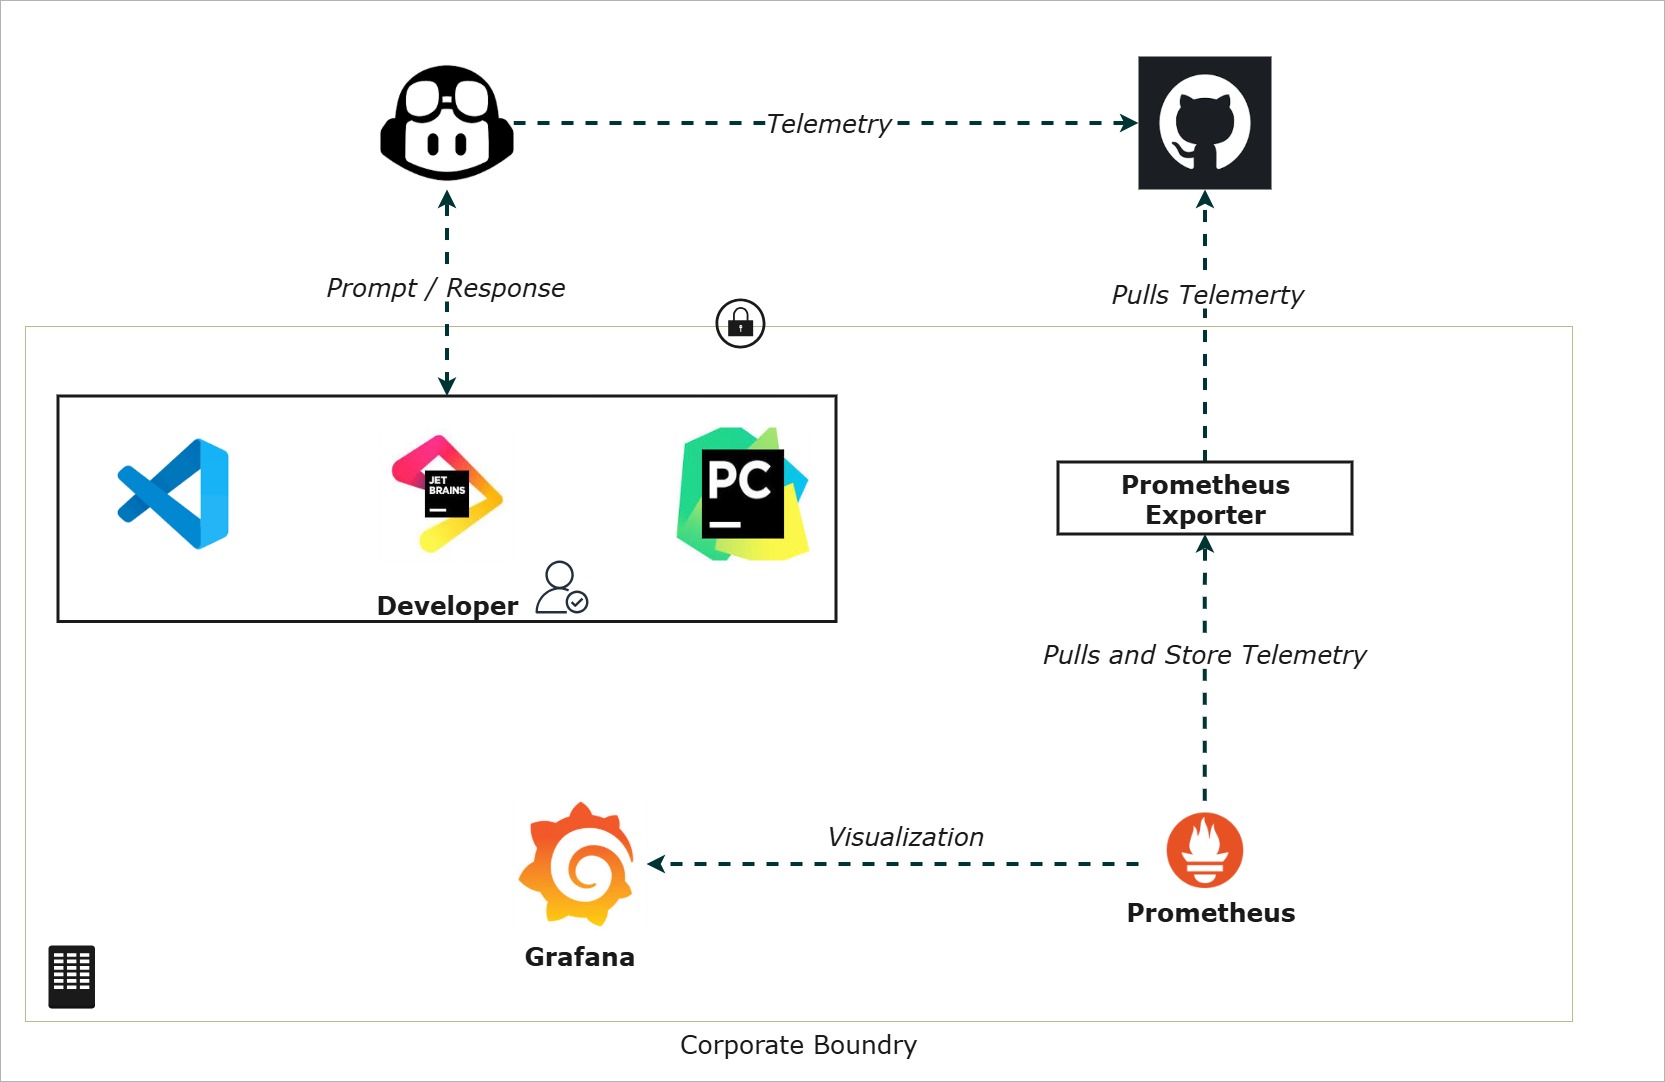 Telemetry
Prompt / Response
Pulls Telemerty
JET
BRAINS
PC
Prometheus
Exporter
Developer
Pulls and Store Telemetry
Visualization
Prometheus
Grafana
Corporate Boundry